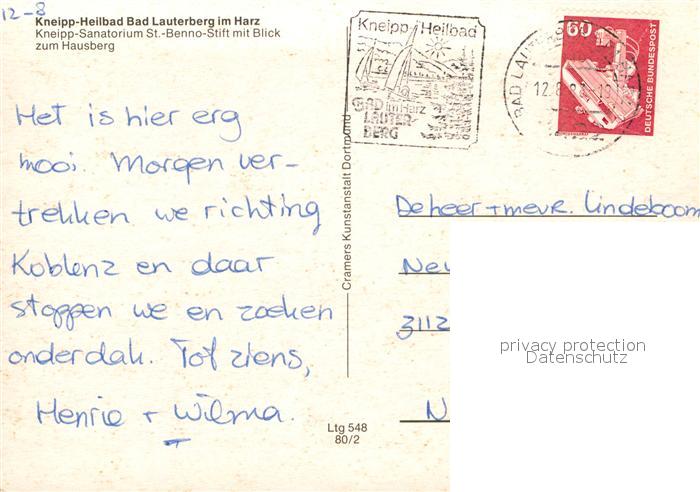 12-8
Kneipp-Heilbad Bad Lauterberg im Harz
Kneipp-Sanatorium St.-Benno-Stift mit Blick
zum Hausberg
Kneipp-Heilbad
BAD im Harz
LAUTER-
BERG
BAD LAUTER
60
DEUTSCHE BUNDESPOST
Het is hier erg
mooi. Morgen ver-
trekken we richting
Koblenz en daar
stoppen we en zoeken
onderdak. Tot ziens,
Henrie + Wilma.
Cramers Kunstanstalt Dortmund
De heer + mevr. Lindeboom
3112
N
privacy protection
Datenschutz
Ltg 548
80/2